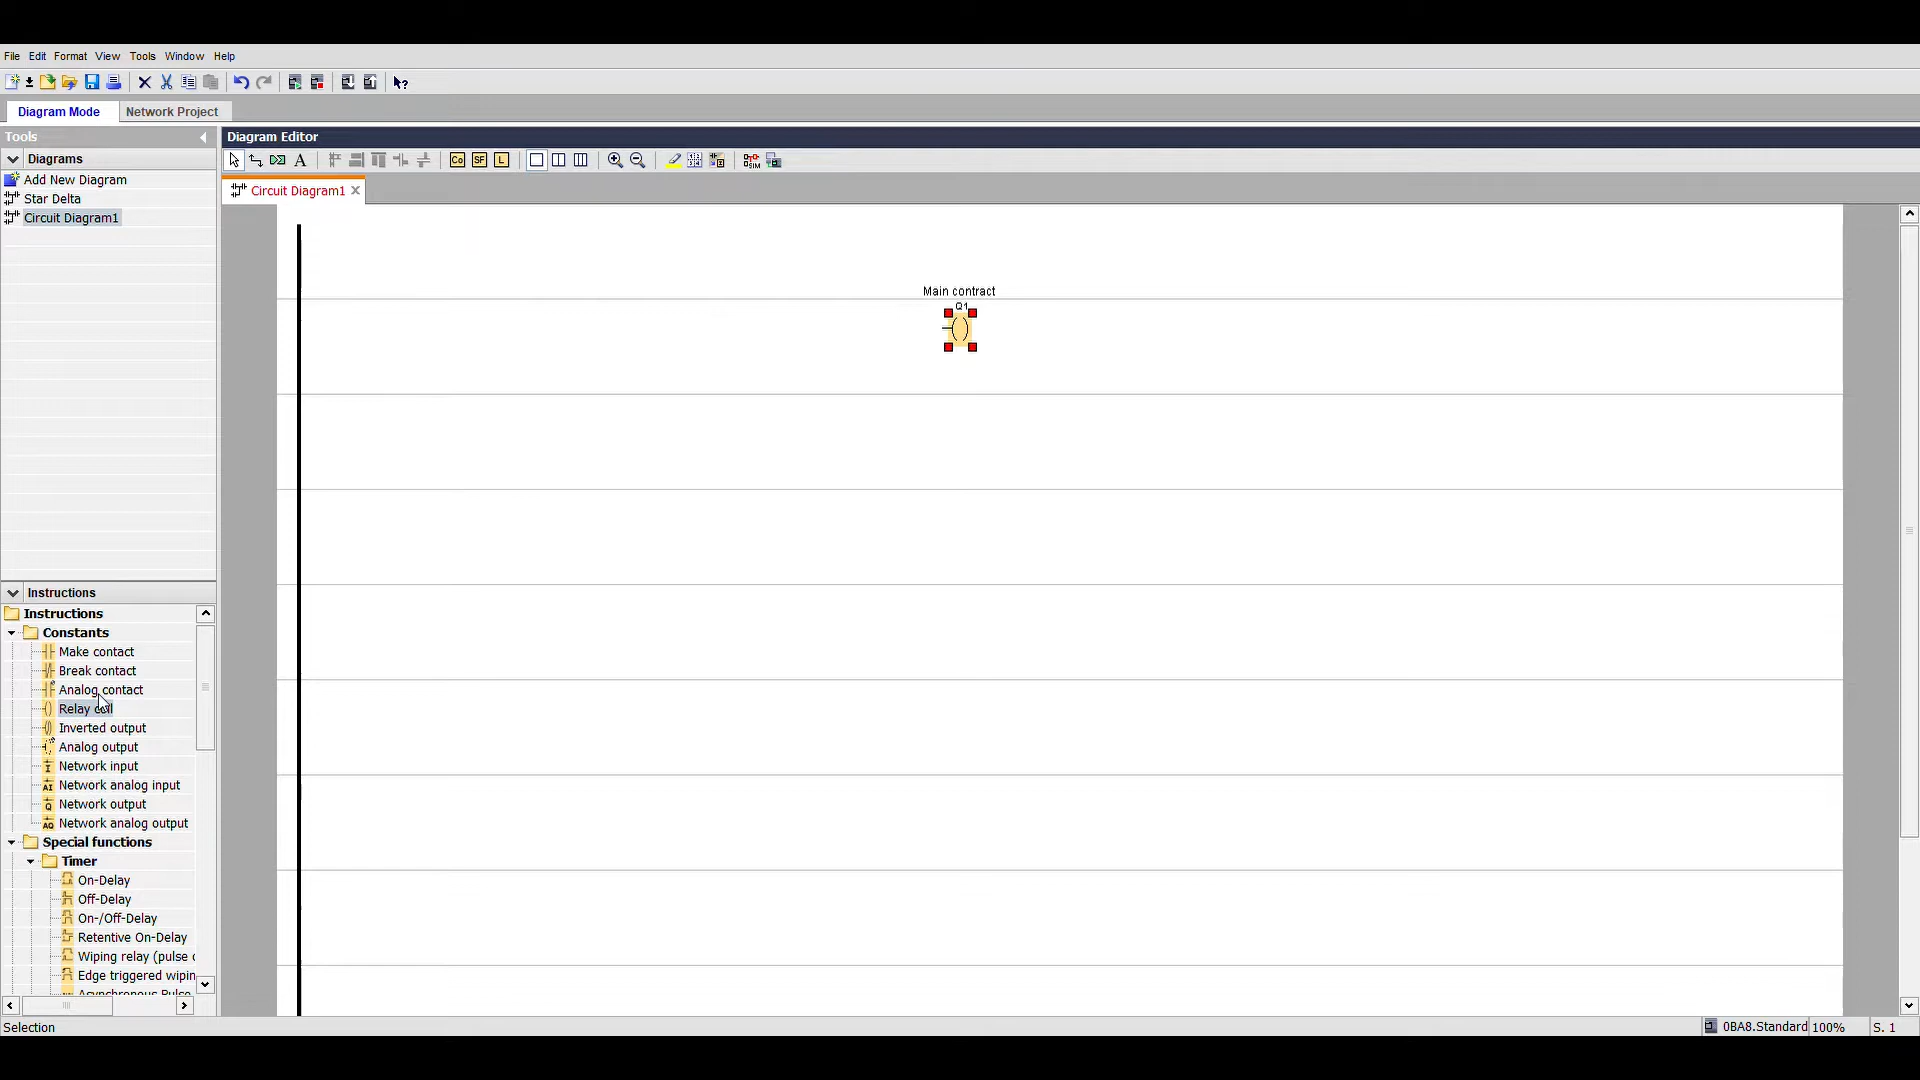 File Edit Format View Tools Window Help
Diagram Mode Network Project
Tools
Diagram Editor
Diagrams
Co SF L
Add New Diagram
Star Delta
Circuit Diagram1
Circuit Diagram1
Main contract
Q1
Instructions
Instructions
Constants
Make contact
Break contact
Analog contact
Relay coil
Inverted output
Analog output
Network input
Network analog input
Network output
Network analog output
Special functions
Timer
On-Delay
Off-Delay
On-/Off-Delay
Retentive On-Delay
Wiping relay (pulse
Edge triggered wipin
Asynchronous Pulse
Selection
0BA8.Standard 100% S. 1